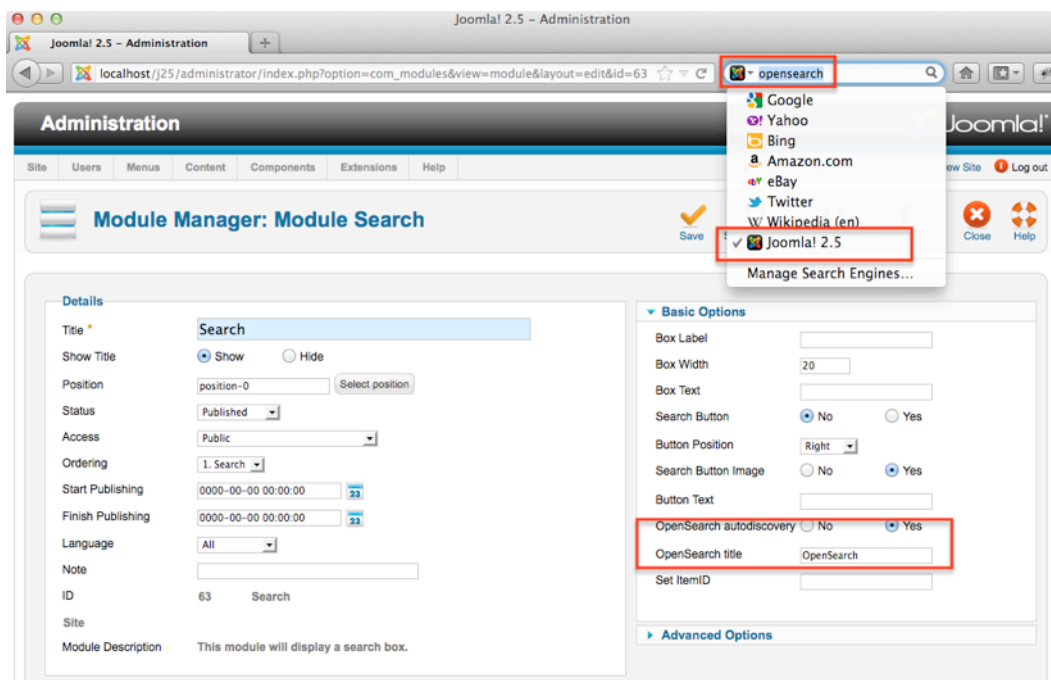 Joomla! 2.5 - Administration
Joomla! 2.5 - Administration
localhost/j25/administrator/index.php?option=com_modules&view=module&layout=edit&id=63
opensearch
Google
Yahoo
Bing
Amazon.com
eBay
Twitter
Wikipedia (en)
Joomla! 2.5
Manage Search Engines...
Administration
Joomla!
Site Users Menus Content Components Extensions Help
Site Log out
Module Manager: Module Search
Save
Close Help
Details
Title *
Search
Show Title
Show Hide
Position
position-0 Select position
Status
Published
Access
Public
Ordering
1. Search
Start Publishing
0000-00-00 00:00:00 23
Finish Publishing
0000-00-00 00:00:00 23
Language
All
Note
ID
63 Search
Site
Module Description
This module will display a search box.
Basic Options
Box Label
Box Width
20
Box Text
Search Button
No Yes
Button Position
Right
Search Button Image
No Yes
Button Text
OpenSearch autodiscovery No Yes
OpenSearch title
OpenSearch
Set ItemID
Advanced Options